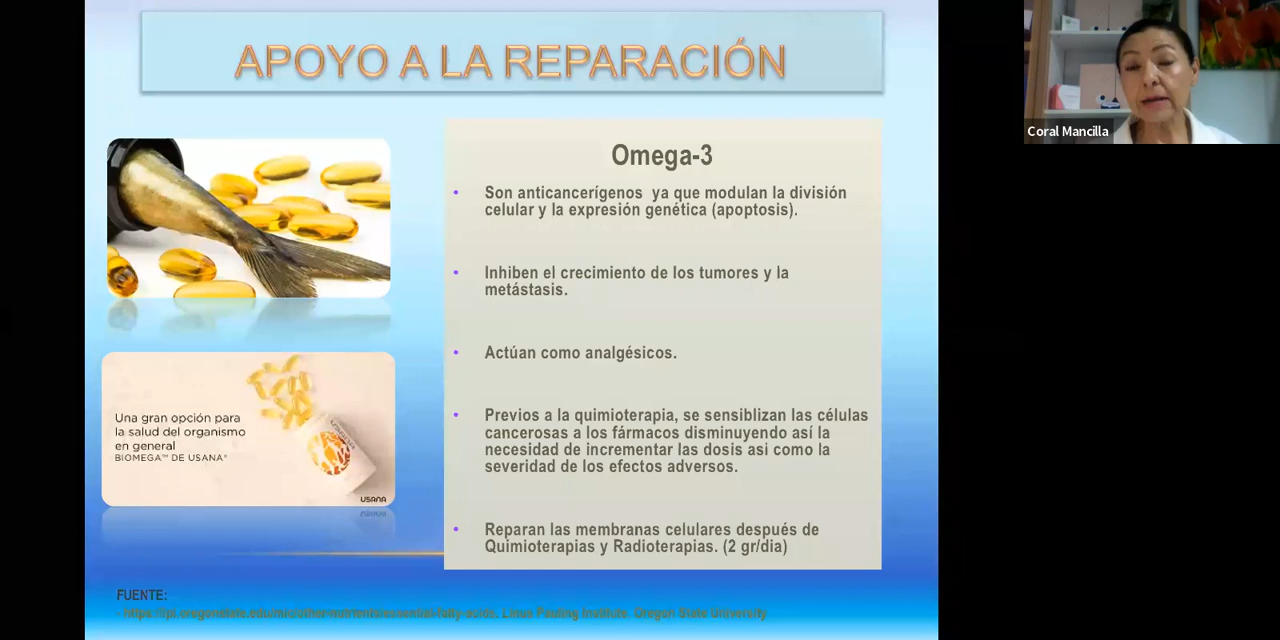 APOYO A LA REPARACIÓN
Coral Mancilla
Omega-3
• Son anticancerígenos ya que modulan la división
celular y la expresión genética (apoptosis).
• Inhiben el crecimiento de los tumores y la
metástasis.
• Actúan como analgésicos.
• Previos a la quimioterapia, se sensiblizan las células
cancerosas a los fármacos disminuyendo así la
necesidad de incrementar las dosis asi como la
severidad de los efectos adversos.
• Reparan las membranas celulares después de
Quimioterapias y Radioterapias. (2 gr/dia)
Una gran opción para
la salud del organismo
en general
BIOMEGA™ DE USANA®
USANA
FUENTE:
Linus Pauling Institute. Oregon State University